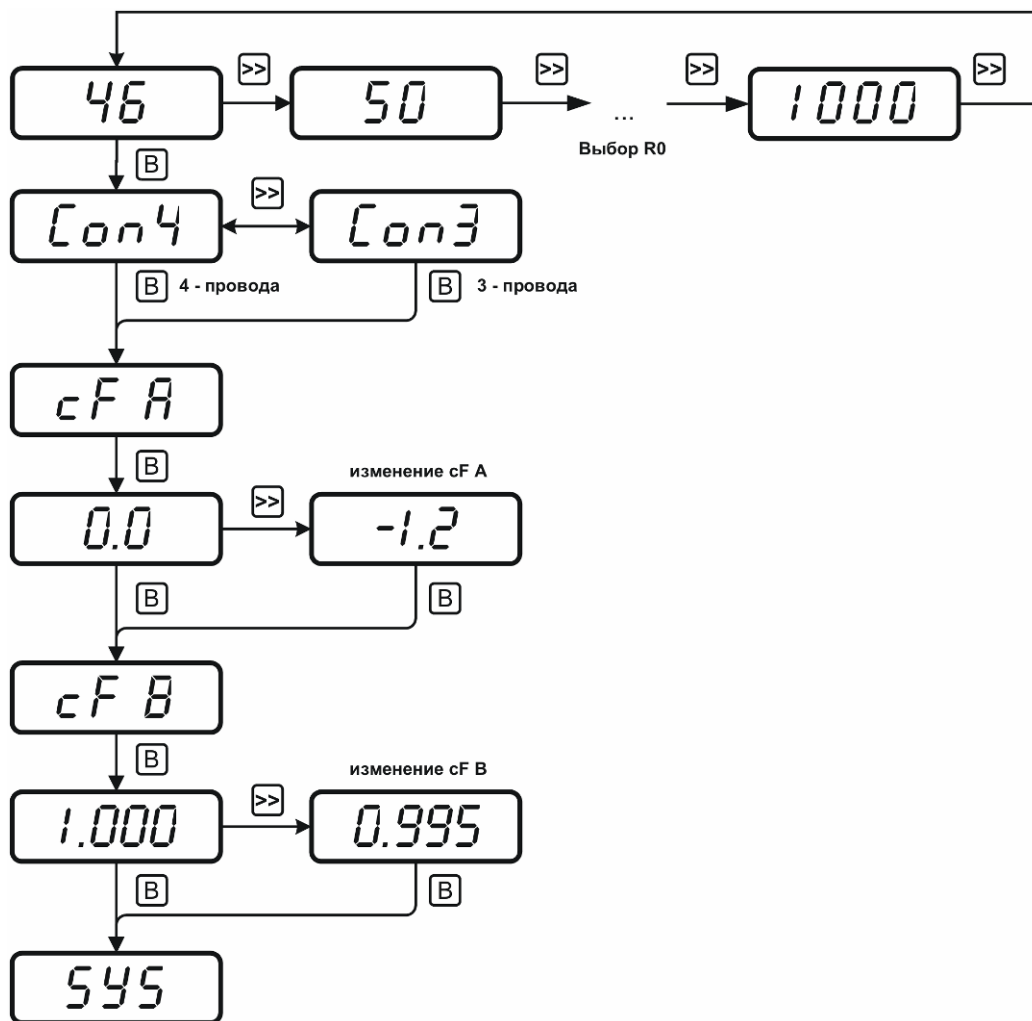 46 >> 50 >> ... >> 1000 >>
Выбор R0
B
Con4 >> Con3
B 4 - провода B 3 - провода
cF A
B
изменение cF A
0.0 >> -1.2
B B
cF B
B
изменение cF B
1.000 >> 0.995
B B
SYS